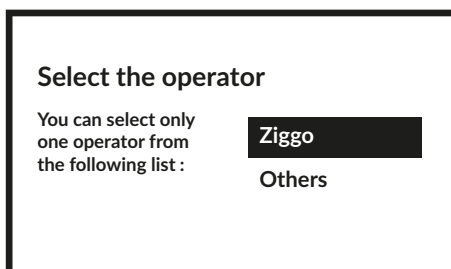 Select the operator
You can select only
one operator from
the following list :
Ziggo
Others